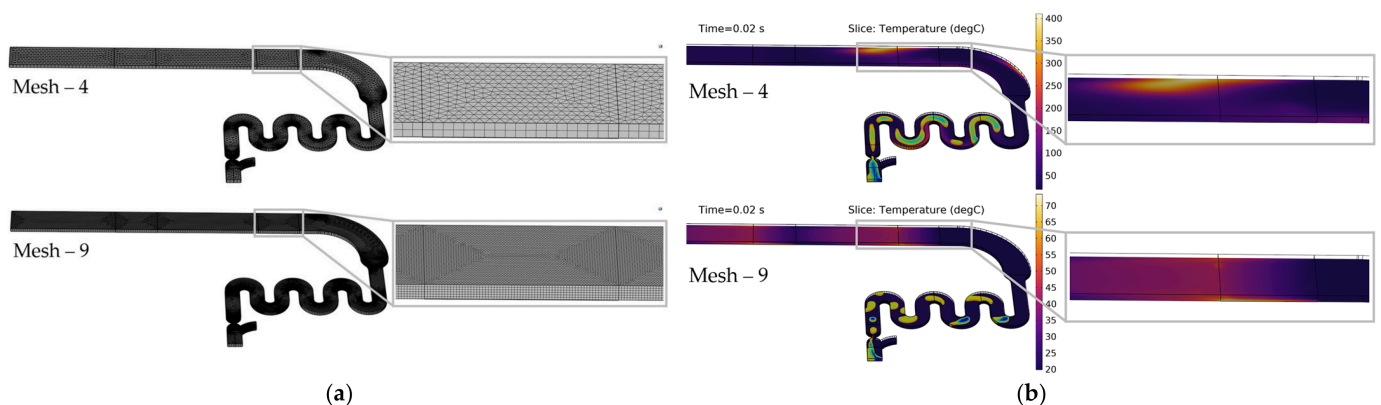 Mesh – 4
Mesh – 9
(a)
Time=0.02 s
Slice: Temperature (degC)
Mesh – 4
400
350
300
250
200
150
100
50
Time=0.02 s
Slice: Temperature (degC)
Mesh – 9
70
65
60
55
50
45
40
35
30
25
20
(b)